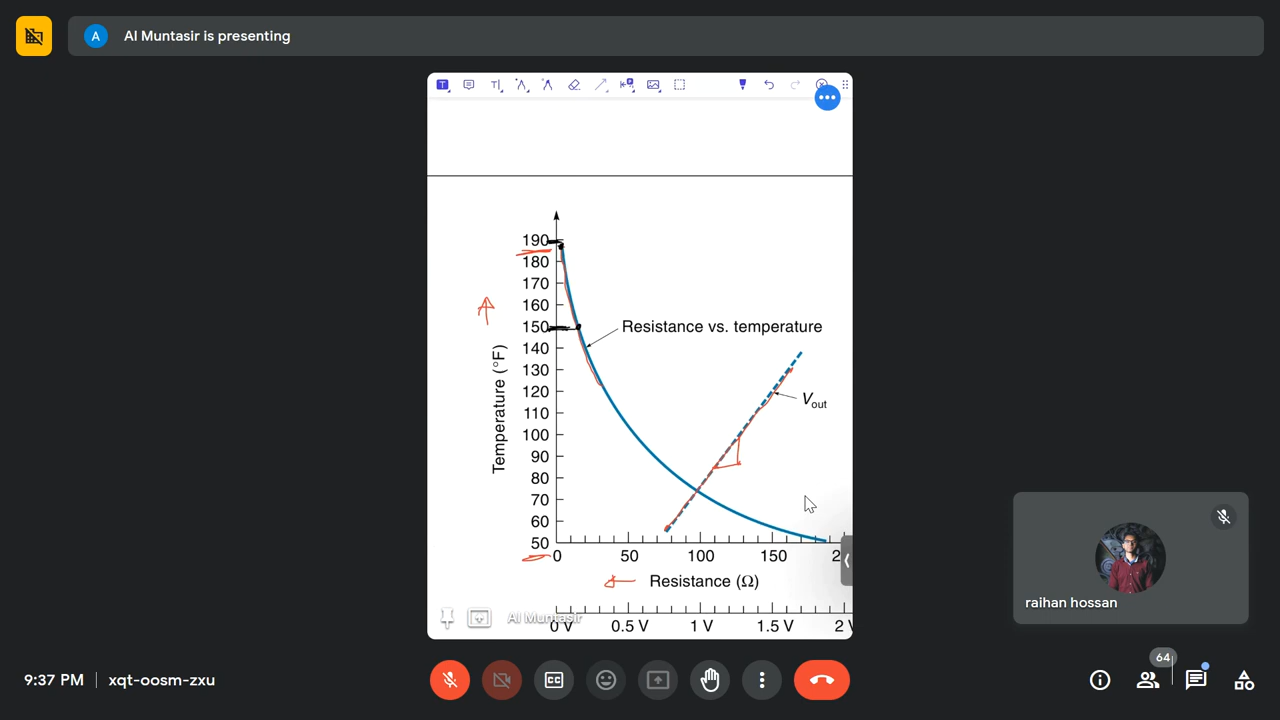 A
Al Muntasir is presenting
T
T|
190
180
170
160
150
140
130
120
110
100
90
80
70
60
50
Temperature (°F)
Resistance vs. temperature
Vout
0
50
100
150
2
Resistance (Ω)
Al Muntasir
0 V
0.5 V
1 V
1.5 V
2 V
raihan hossan
9:37 PM
xqt-oosm-zxu
CC
64